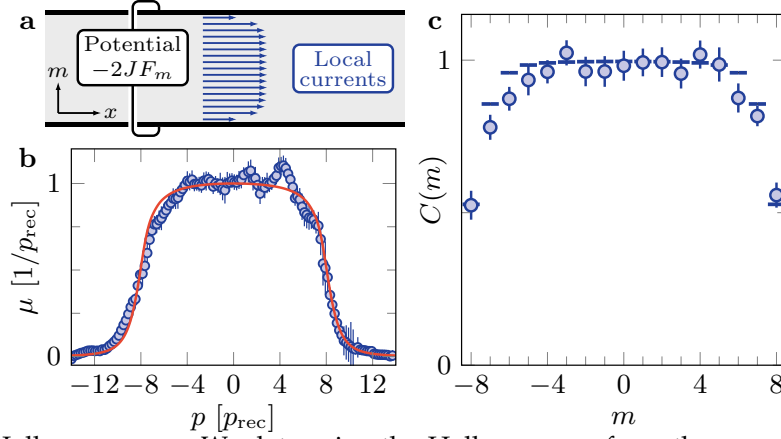 a
Potential
−2JF_m
Local
currents
m
x
b
μ [1/p_rec]
1
0
−12 −8 −4 0 4 8 12
p [p_rec]
c
C(m)
1
0
−8 −4 0 4 8
m